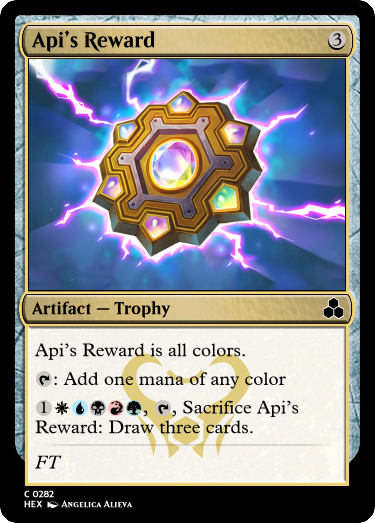 Api's Reward 3
Artifact — Trophy
Api's Reward is all colors.
: Add one mana of any color
1 , , Sacrifice Api's
Reward: Draw three cards.
FT
C 0282
HEX Angelica Alieva